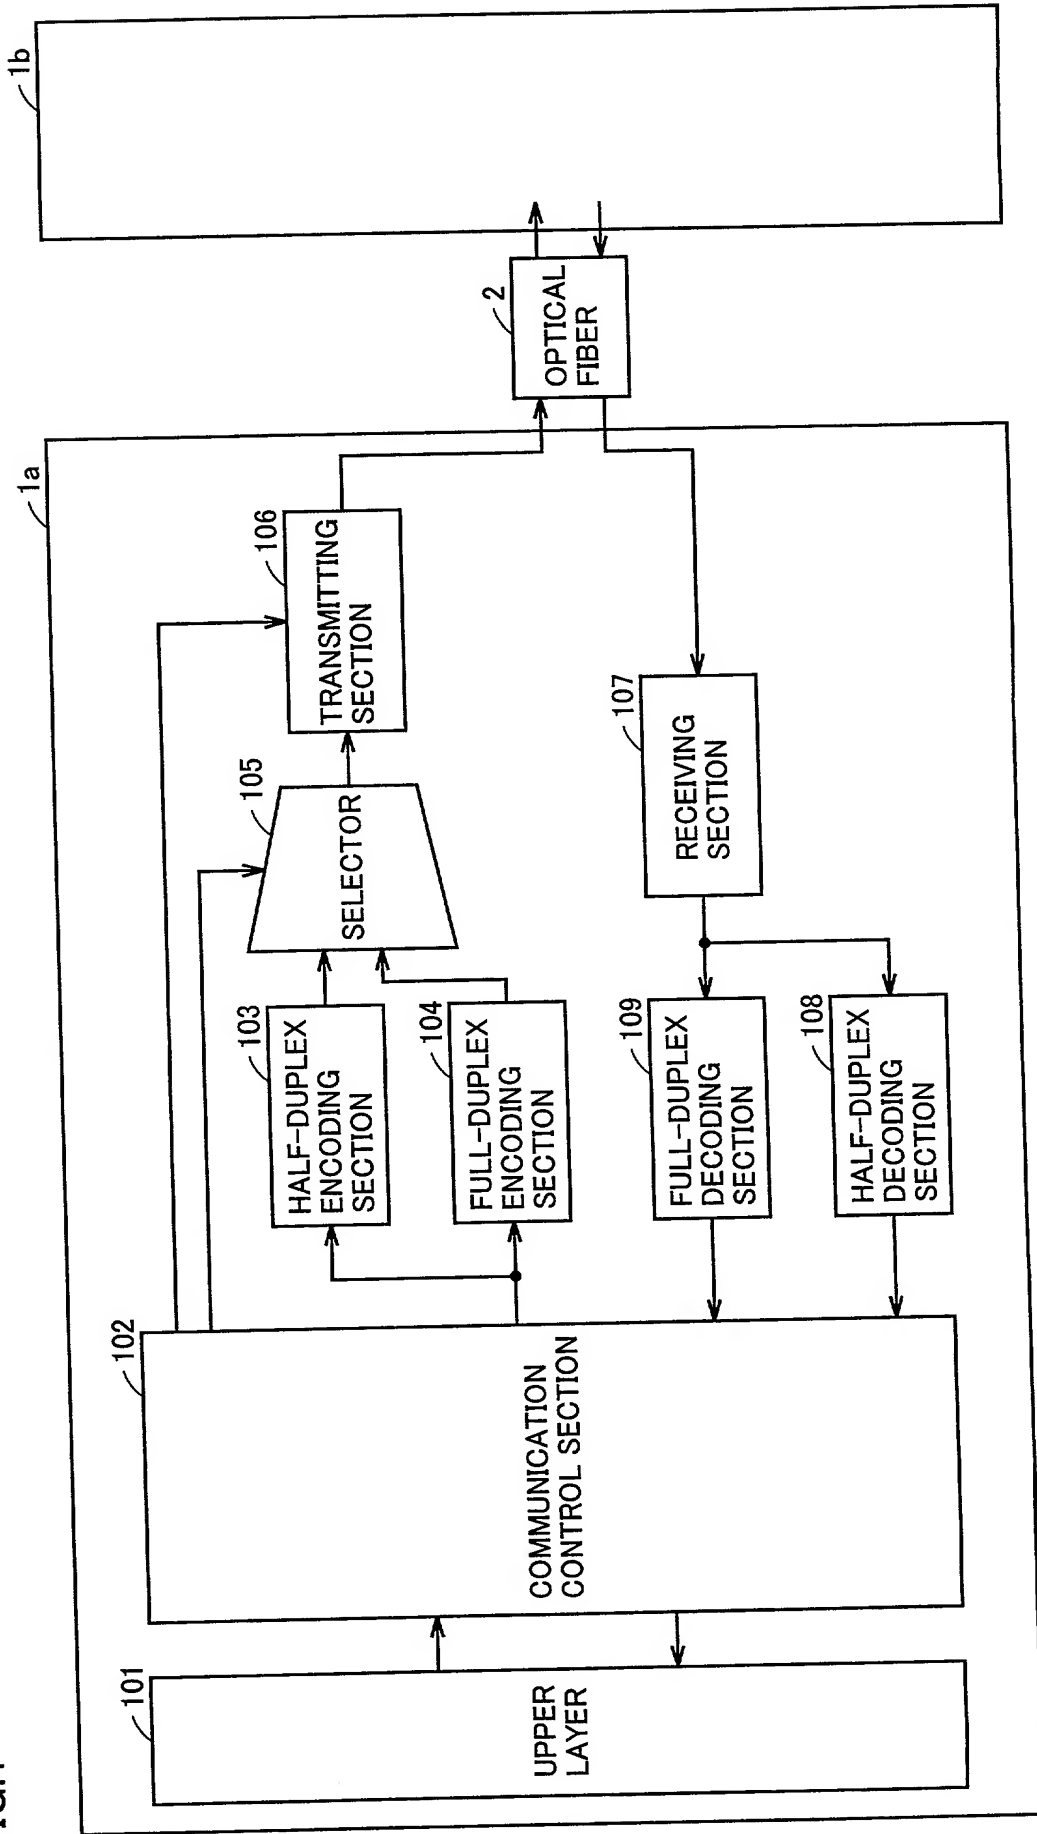 1a
1b
101
UPPER
LAYER
102
COMMUNICATION
CONTROL SECTION
103
HALF-DUPLEX
ENCODING
SECTION
104
FULL-DUPLEX
ENCODING
SECTION
105
SELECTOR
106
TRANSMITTING
SECTION
2
OPTICAL
FIBER
107
RECEIVING
SECTION
109
FULL-DUPLEX
DECODING
SECTION
108
HALF-DUPLEX
DECODING
SECTION